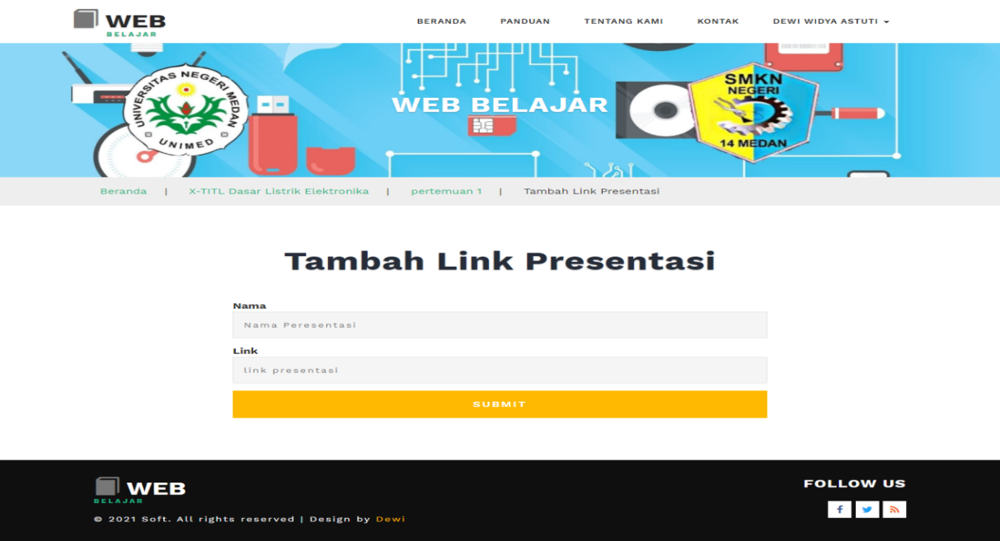 WEB
BELAJAR
BERANDA PANDUAN TENTANG KAMI KONTAK DEWI WIDYA ASTUTI
UNIVERSITAS NEGERI MEDAN
UNIMED
WEB BELAJAR
SMKN
NEGERI
14 MEDAN
Beranda | X-TITL Dasar Listrik Elektronika | pertemuan 1 | Tambah Link Presentasi
Tambah Link Presentasi
Nama
Nama Peresentasi
Link
link presentasi
SUBMIT
WEB
BELAJAR
© 2021 Soft. All rights reserved | Design by Dewi
FOLLOW US